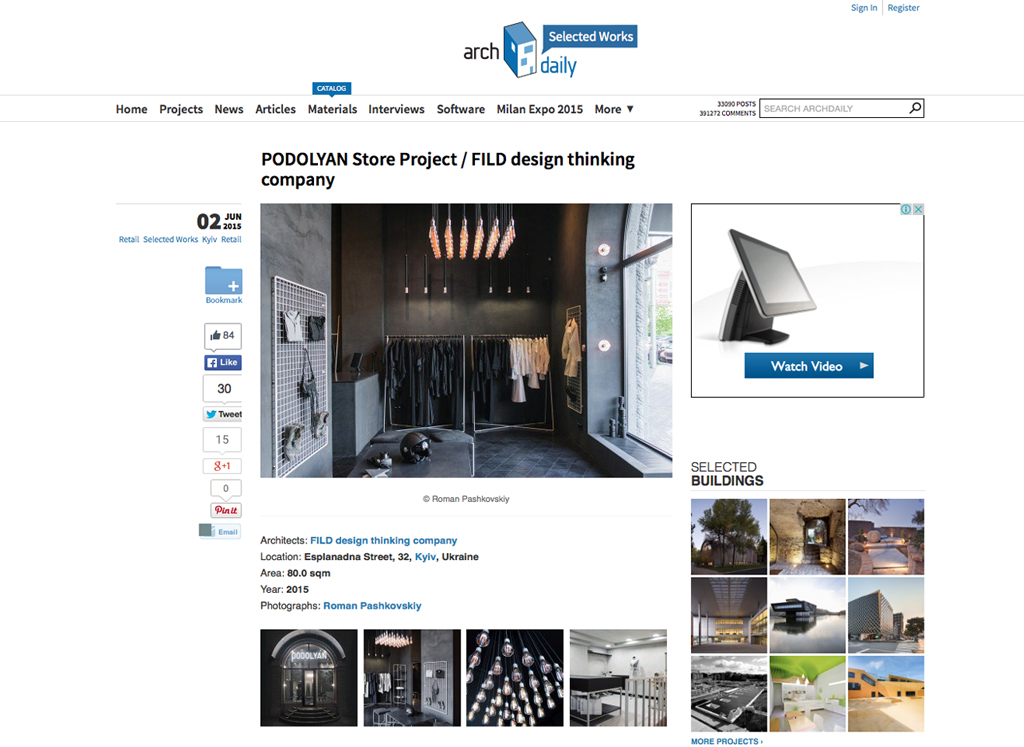 Sign In
Register
arch
Selected Works
daily
CATALOG
Home Projects News Articles Materials Interviews Software Milan Expo 2015 More ▼
33090 POSTS
391272 COMMENTS
SEARCH ARCHDAILY
PODOLYAN Store Project / FILD design thinking
company
02 JUN
2015
Retail Selected Works Kyiv Retail
Bookmark
84
Like
30
Tweet
15
g+1
0
Pin it
Email
© Roman Pashkovskiy
Architects: FILD design thinking company
Location: Esplanadna Street, 32, Kyiv, Ukraine
Area: 80.0 sqm
Year: 2015
Photographs: Roman Pashkovskiy
PODOLYAN
Watch Video
SELECTED
BUILDINGS
MORE PROJECTS ›